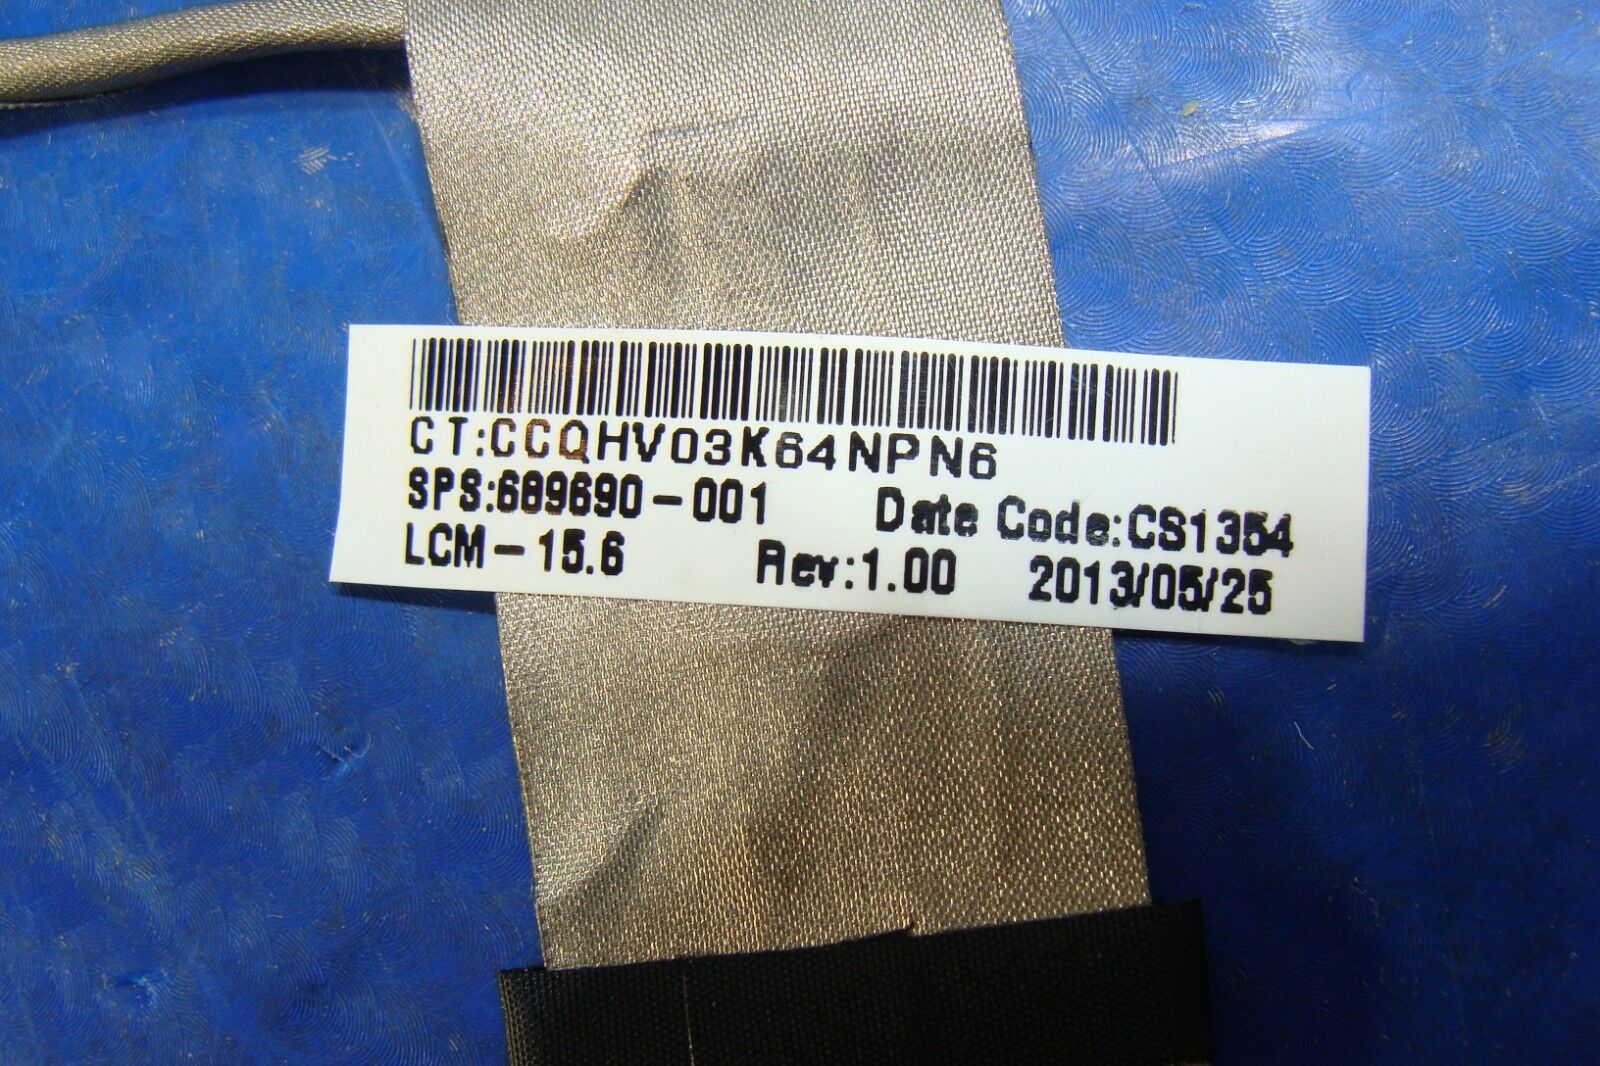 CT:CCQHV03K64NPN6
SPS:689690-001 Date Code:CS1354
LCM-15.6 Rev:1.00 2013/05/25